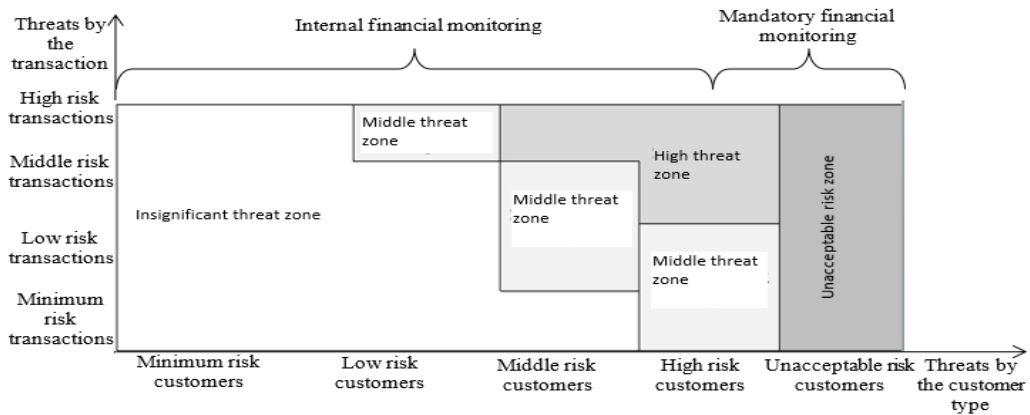 Threats by
the
transaction
Internal financial monitoring
Mandatory financial
monitoring
High risk
transactions
Middle threat
zone
Middle risk
transactions
High threat
zone
Insignificant threat zone
Middle threat
zone
Low risk
transactions
Middle threat
zone
Unacceptable risk zone
Minimum
risk
transactions
Minimum risk
customers
Low risk
customers
Middle risk
customers
High risk
customers
Unacceptable risk
customers
Threats by
the customer
type